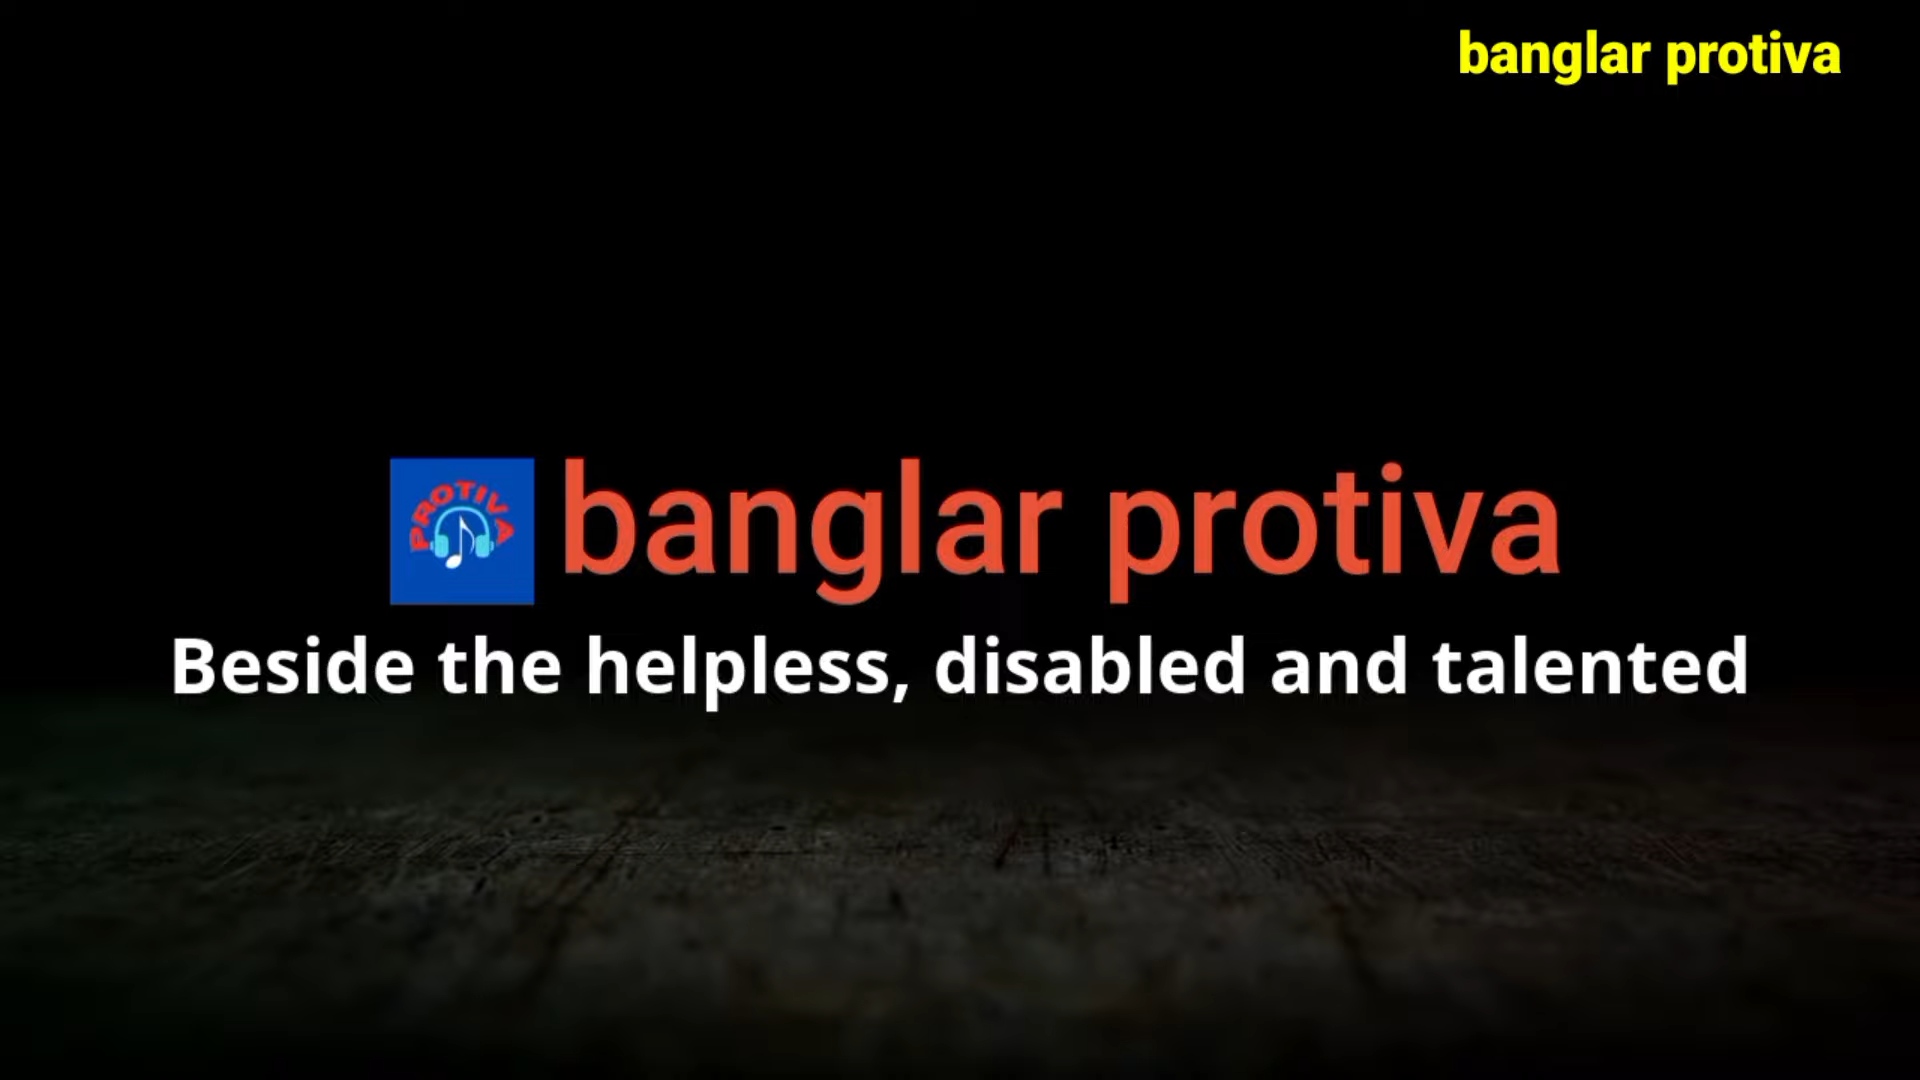 banglar protiva
PROTIVA
banglar protiva
Beside the helpless, disabled and talented